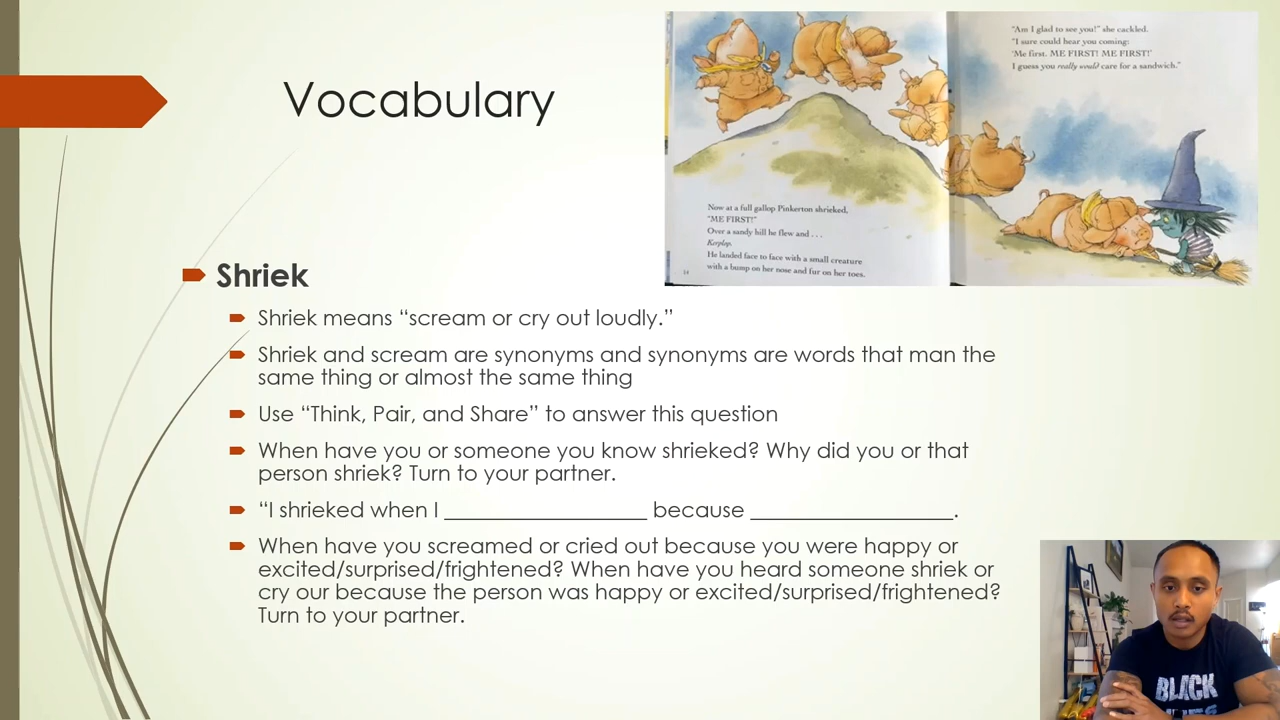 Vocabulary
"Am I glad to see you!" she cackled.
"I sure could hear you coming:
'Me first. ME FIRST! ME FIRST!'
I guess you really would care for a sandwich."
Now at a full gallop Pinkerton shrieked,
"ME FIRST!"
Over a sandy hill he flew and . . .
Kerplop.
He landed face to face with a small creature
with a bump on her nose and fur on her toes.
14
Shriek
Shriek means “scream or cry out loudly.”
Shriek and scream are synonyms and synonyms are words that man the
same thing or almost the same thing
Use “Think, Pair, and Share” to answer this question
When have you or someone you know shrieked? Why did you or that
person shriek? Turn to your partner.
“I shrieked when I _________________ because _________________.
When have you screamed or cried out because you were happy or
excited/surprised/frightened? When have you heard someone shriek or
cry our because the person was happy or excited/surprised/frightened?
Turn to your partner.
BLACK